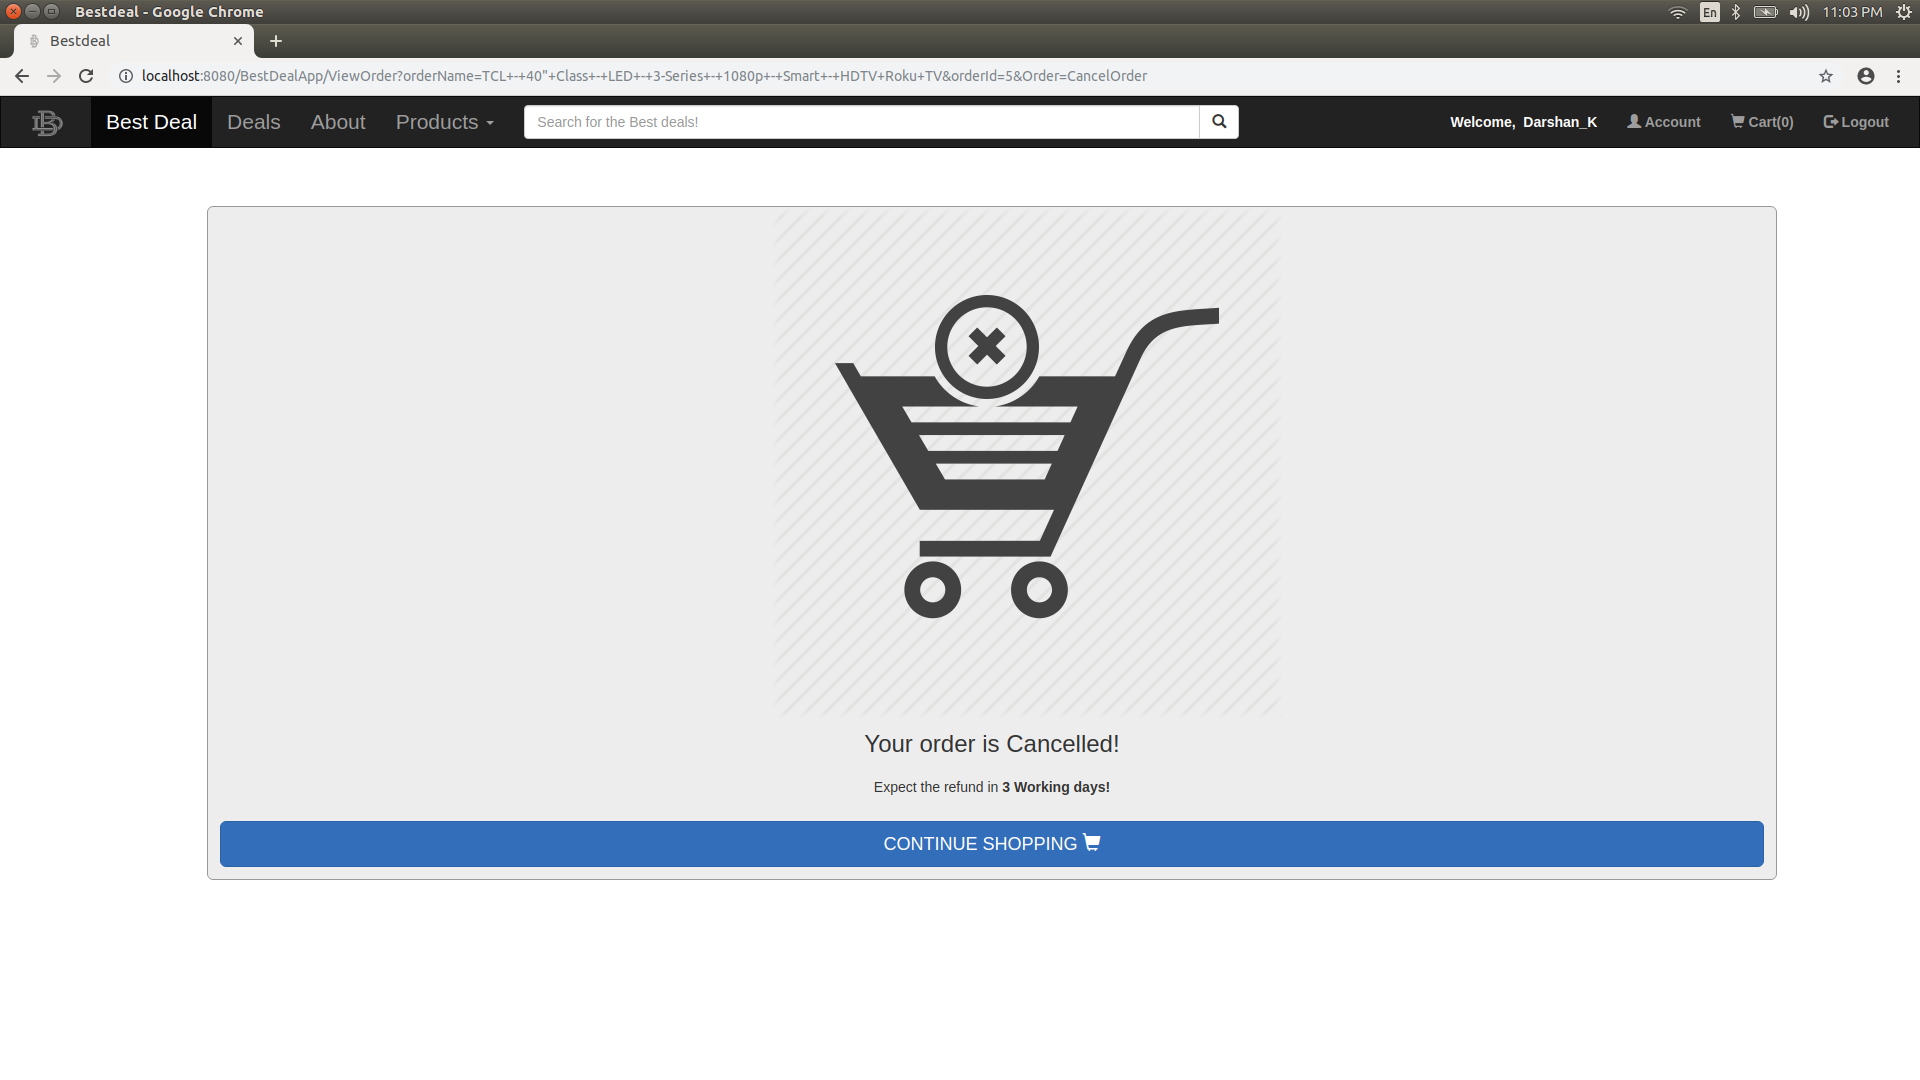 Bestdeal - Google Chrome
En
11:03 PM
Bestdeal
localhost:8080/BestDealApp/ViewOrder?orderName=TCL+-+40"+Class+-+LED+-+3-Series+-+1080p+-+Smart+-+HDTV+Roku+TV&orderId=5&Order=CancelOrder
Best Deal
Deals
About
Products
Search for the Best deals!
Welcome, Darshan_K
Account
Cart(0)
Logout
Your order is Cancelled!
Expect the refund in 3 Working days!
CONTINUE SHOPPING